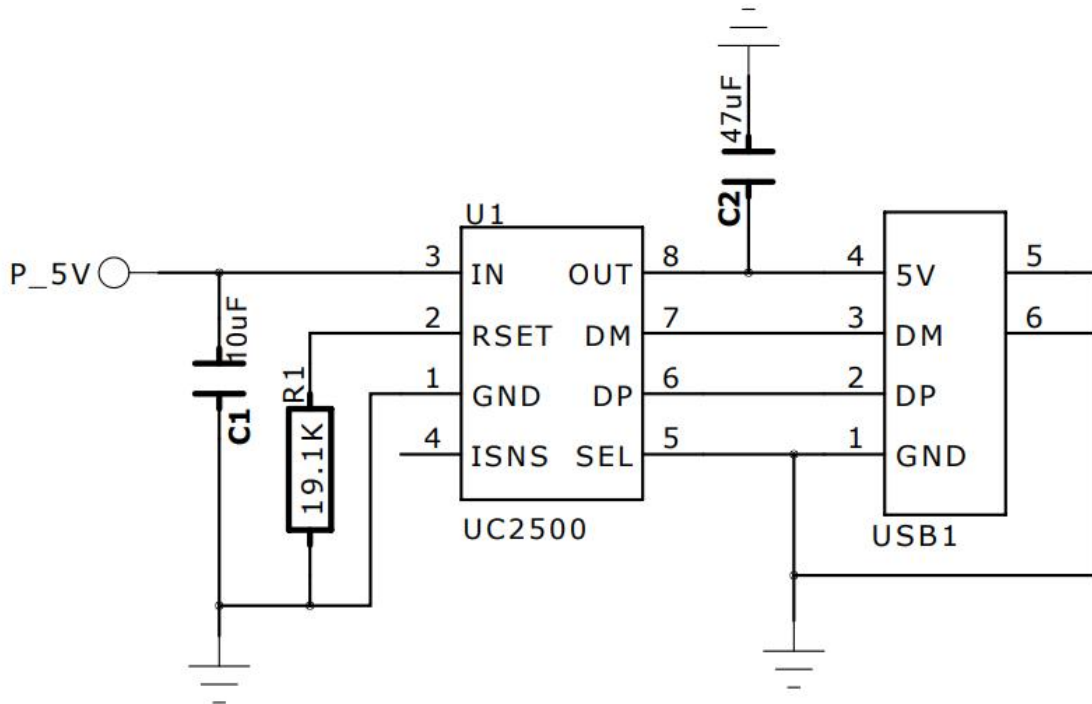 47uF
C2
U1
P_5V
3
IN
OUT
8
4
5V
5
10uF
2
RSET
DM
7
3
DM
6
R1
1
GND
DP
6
2
DP
C1
19.1K
4
ISNS
SEL
5
1
GND
UC2500
USB1